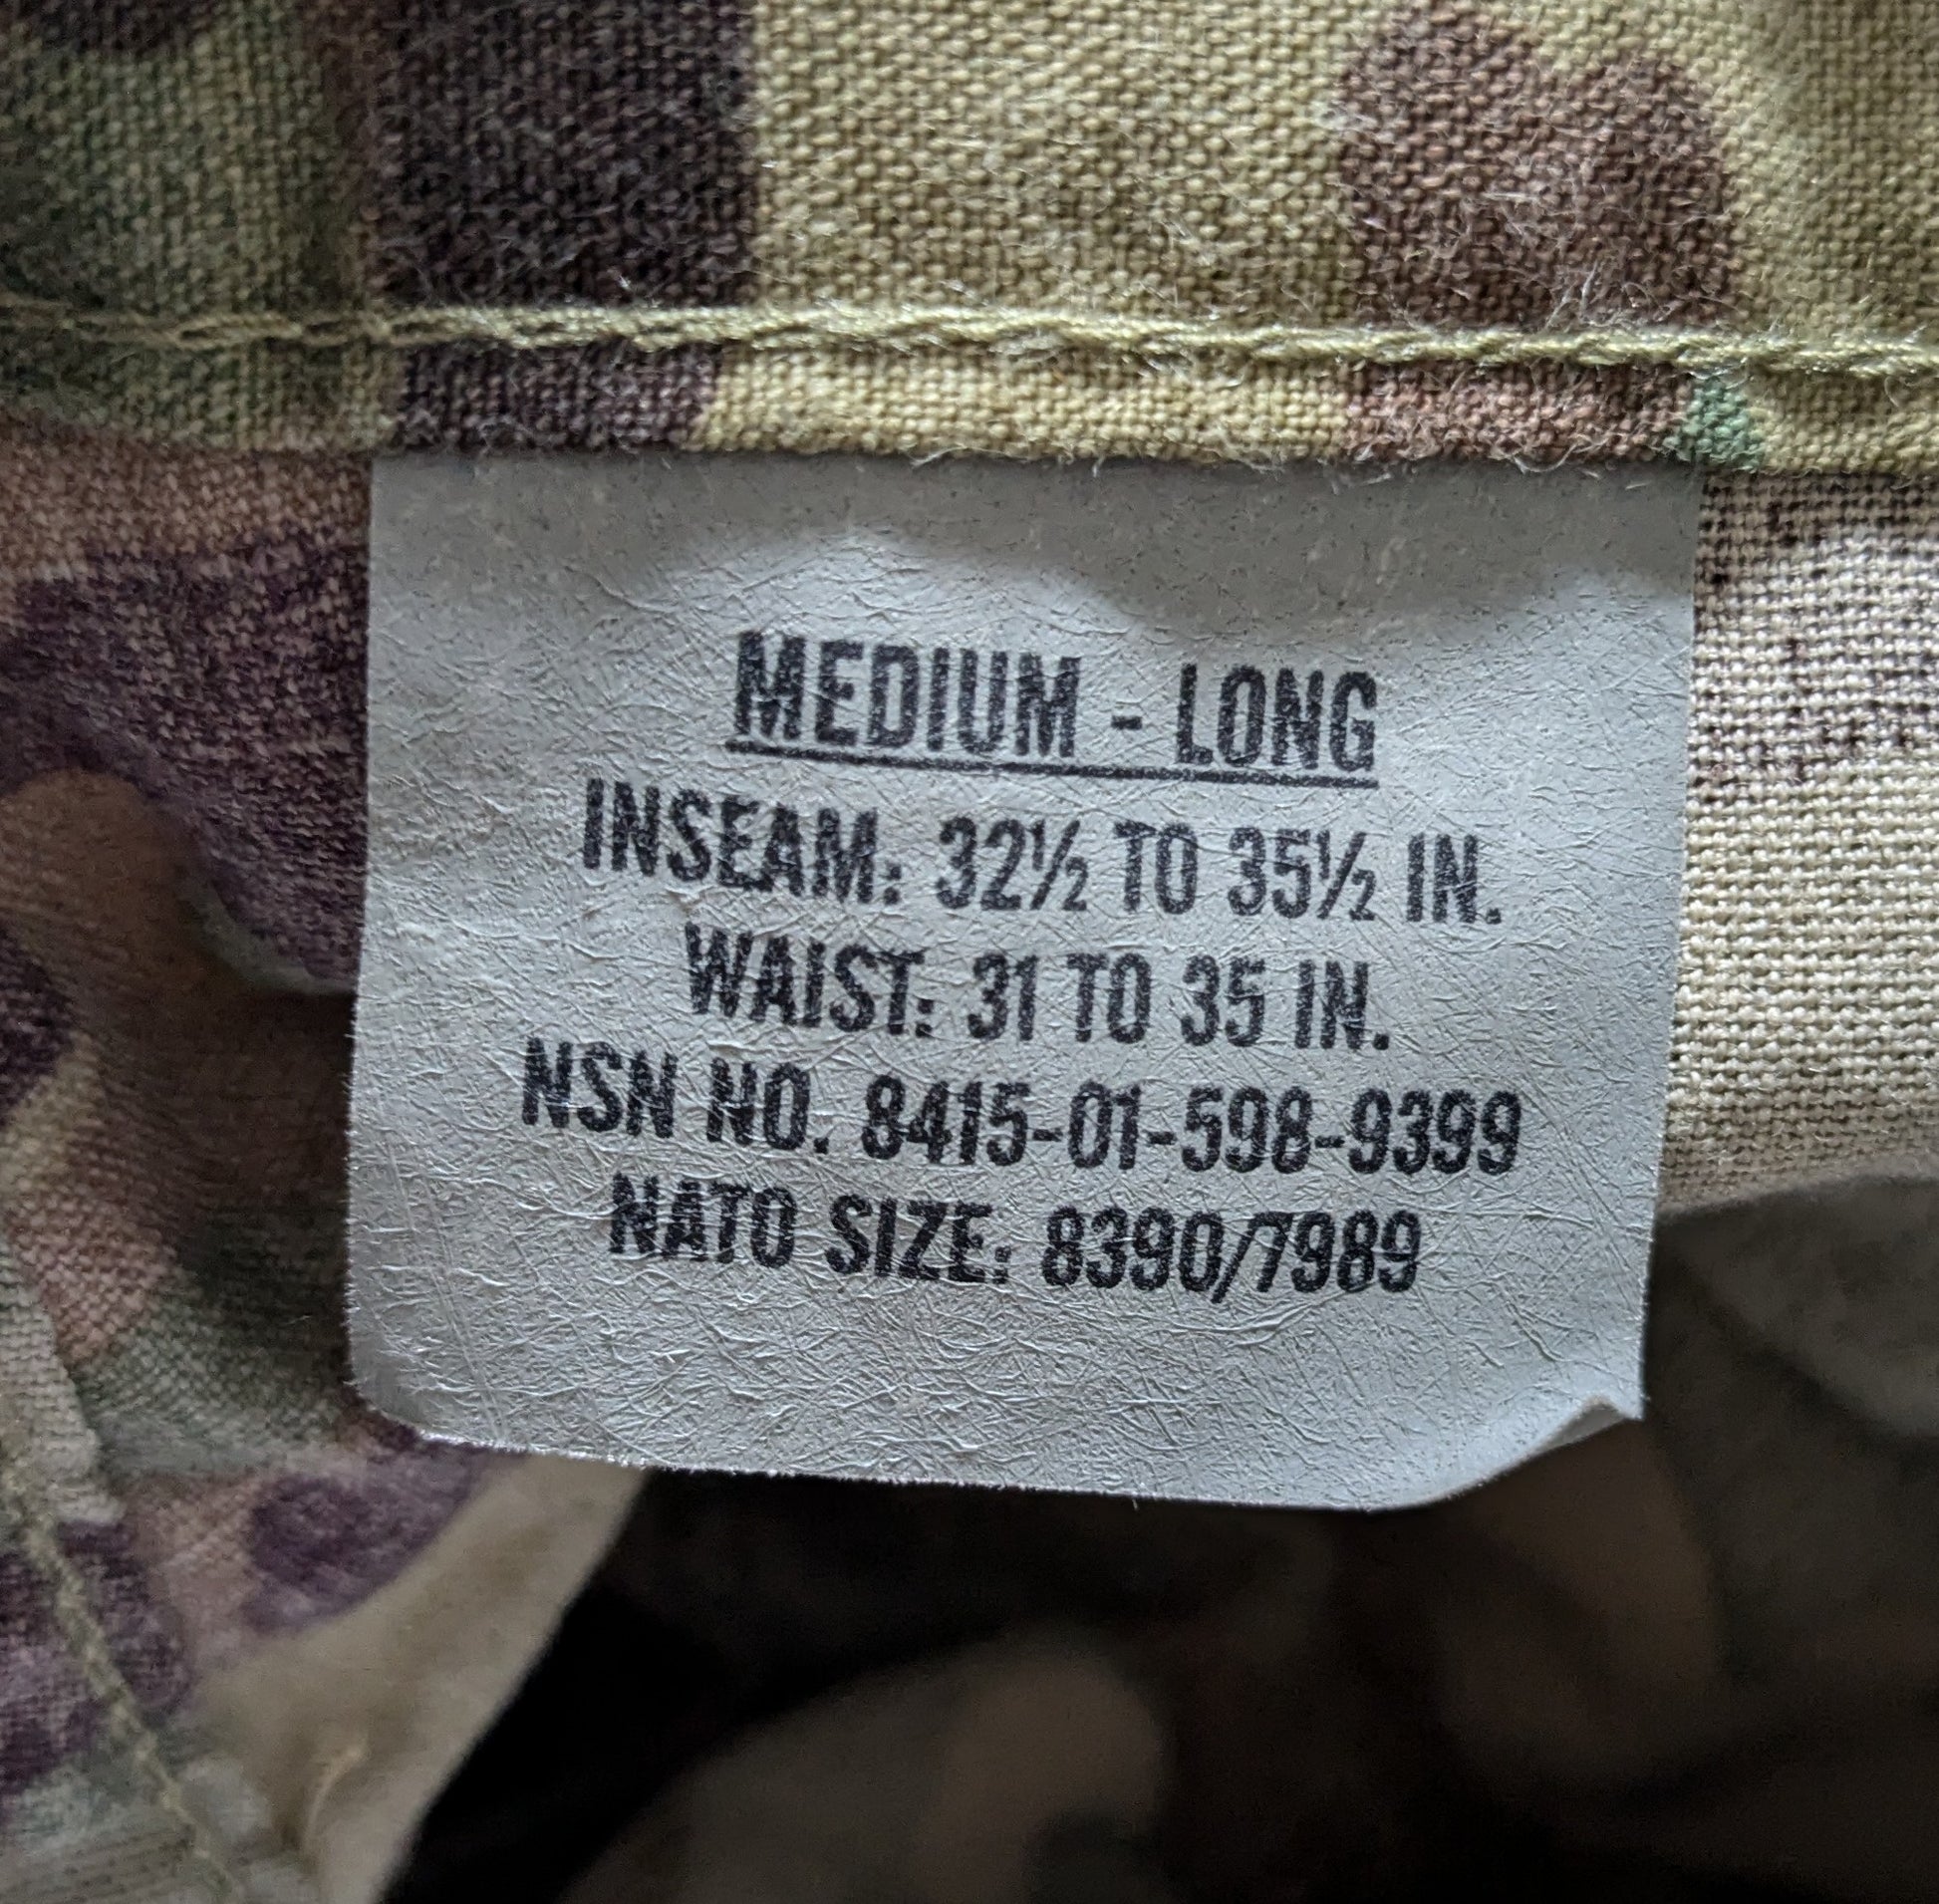 MEDIUM - LONG
INSEAM: 32½ TO 35½ IN.
WAIST: 31 TO 35 IN.
NSN NO. 8415-01-598-9399
NATO SIZE: 8390/7989